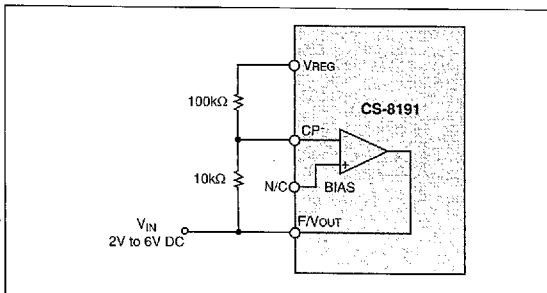 VREG
100kΩ
CS-8191
CP-
-
+
10kΩ
N/C
BIAS
VIN
2V to 6V DC
F/VOUT